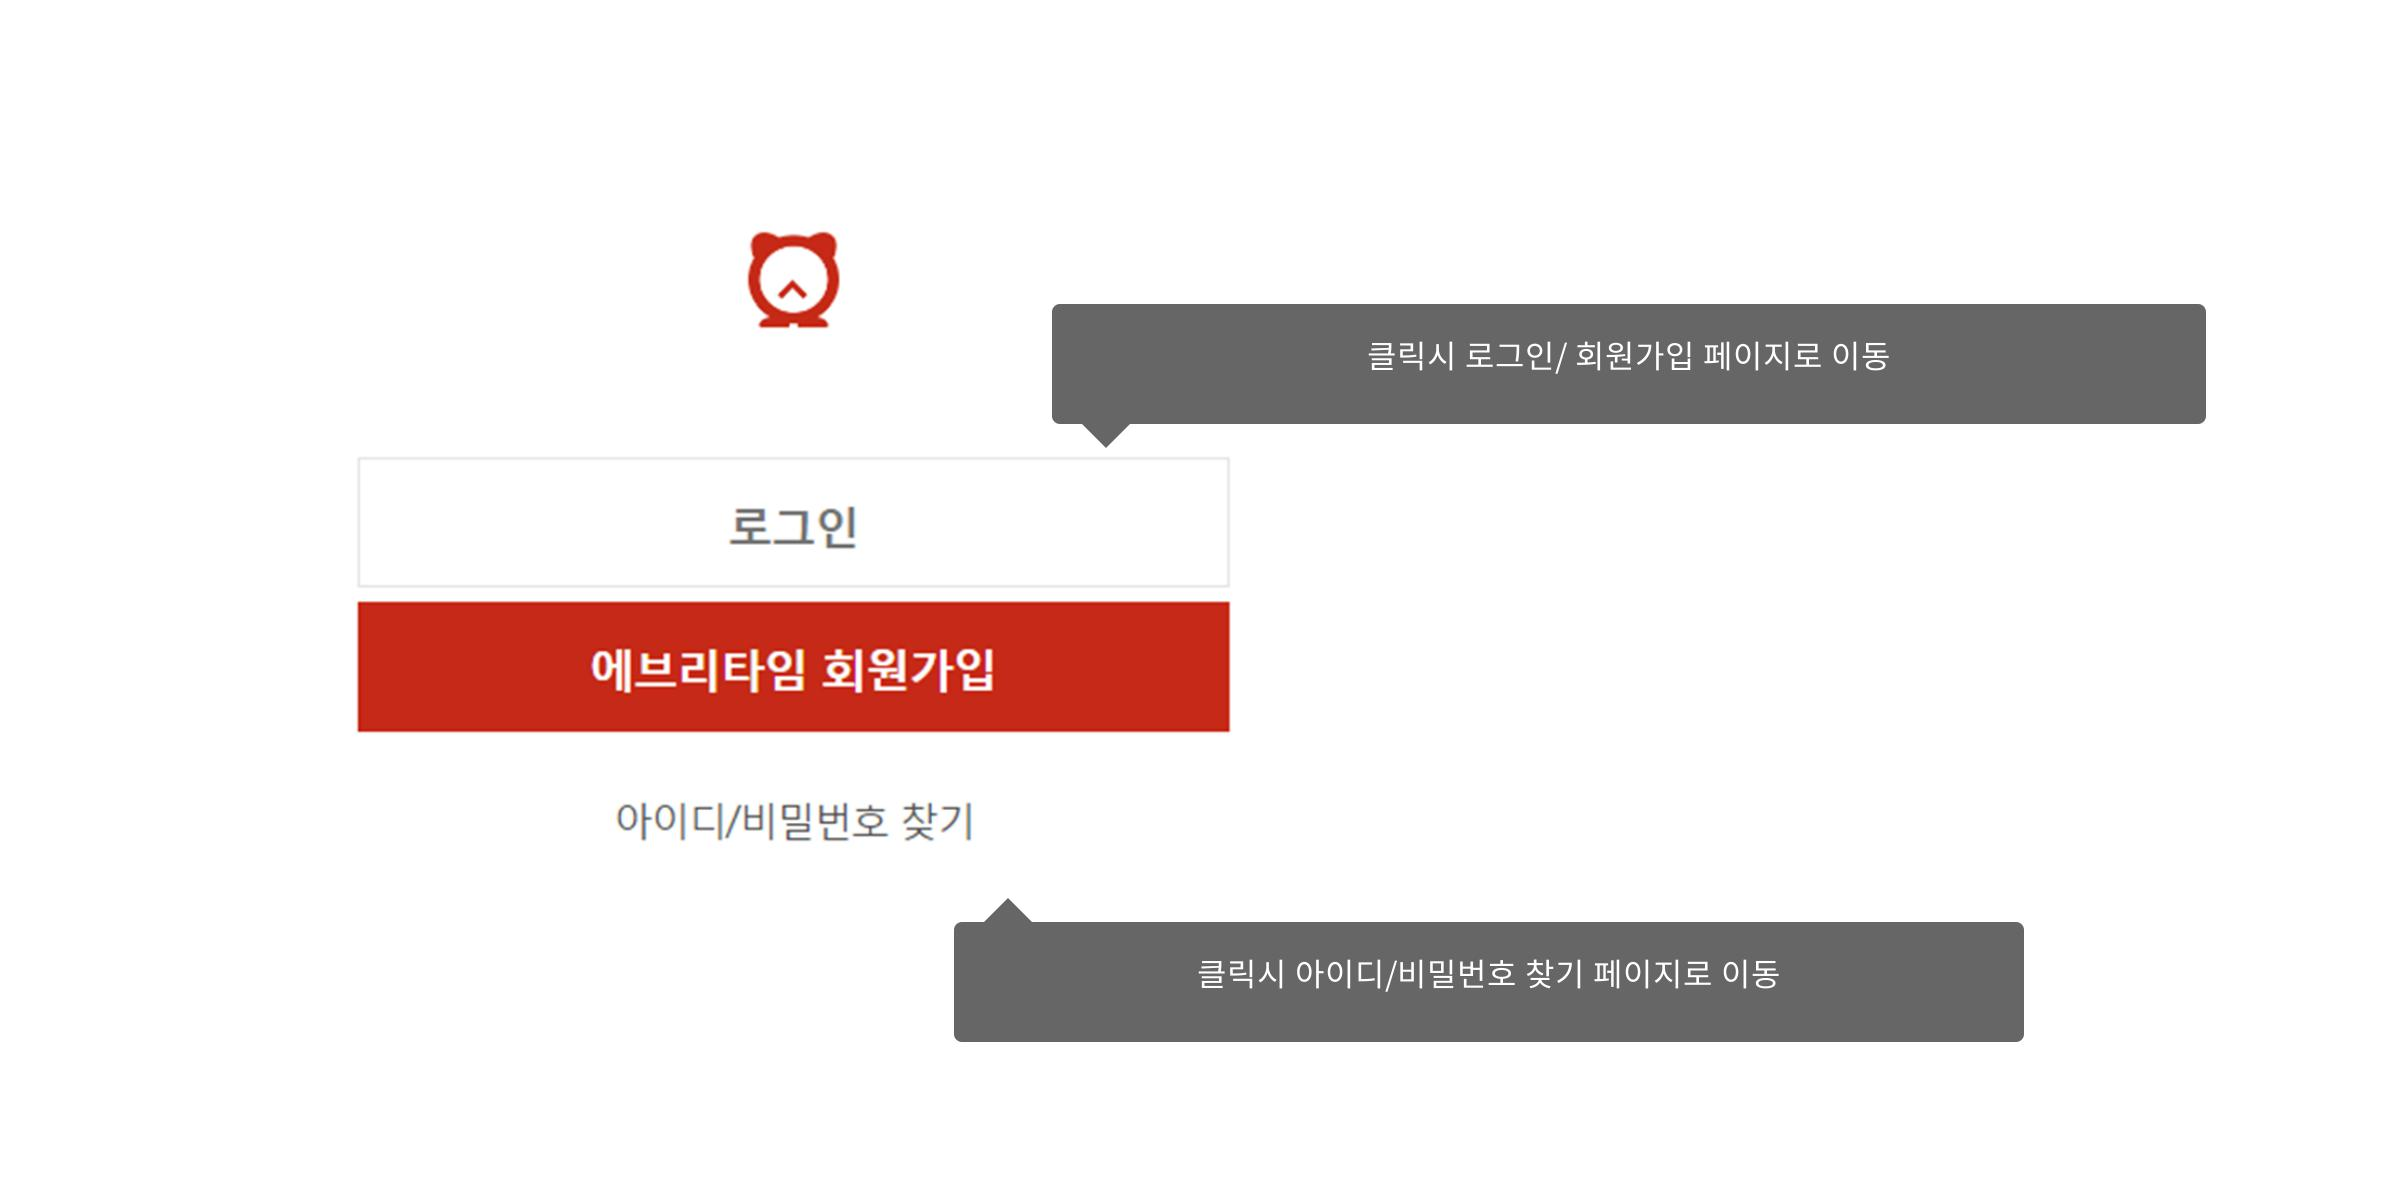 클릭시 로그인/ 회원가입 페이지로 이동
로그인
에브리타임 회원가입
아이디/비밀번호 찾기
클릭시 아이디/비밀번호 찾기 페이지로 이동